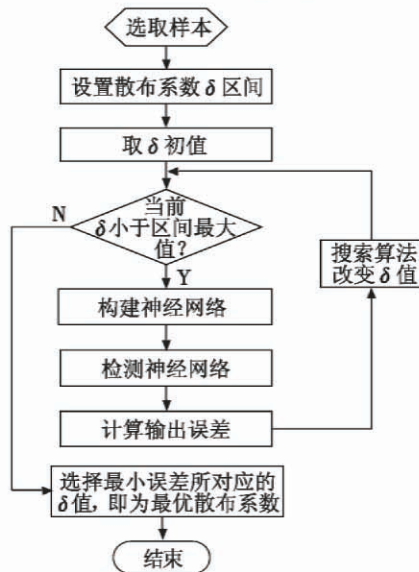 选取样本
设置散布系数 δ 区间
取 δ 初值
当前
δ小于区间最大
值？
N
Y
搜索算法
改变 δ 值
构建神经网络
检测神经网络
计算输出误差
选择最小误差所对应的
δ值，即为最优散布系数
结束